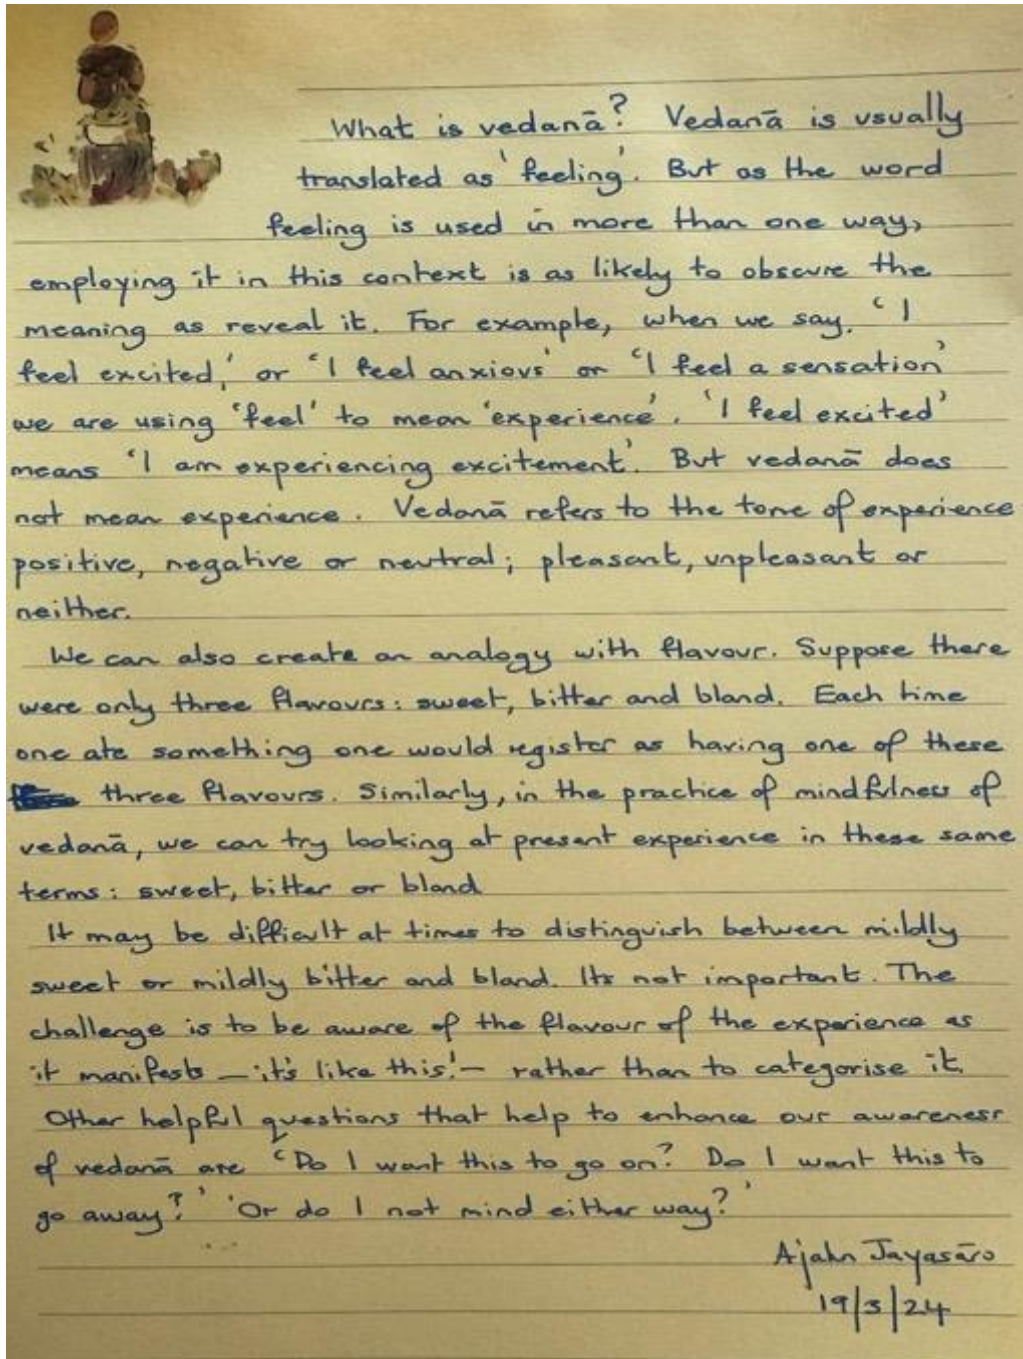 What is vedanā? Vedanā is usually
translated as 'feeling'. But as the word
feeling is used in more than one way,
employing it in this context is as likely to obscure the
meaning as reveal it. For example, when we say, 'I
feel excited,' or 'I feel anxious' or 'I feel a sensation'
we are using 'feel' to mean 'experience'. 'I feel excited'
means 'I am experiencing excitement'. But vedanā does
not mean experience. Vedanā refers to the tone of experience
positive, negative or neutral; pleasant, unpleasant or
neither.
We can also create an analogy with flavour. Suppose there
were only three flavours: sweet, bitter and bland. Each time
one ate something one would register as having one of these
three flavours. Similarly, in the practice of mindfulness of
vedanā, we can try looking at present experience in these same
terms: sweet, bitter or bland
It may be difficult at times to distinguish between mildly
sweet or mildly bitter and bland. Its not important. The
challenge is to be aware of the flavour of the experience as
it manifests – 'it's like this!' – rather than to categorise it.
Other helpful questions that help to enhance our awareness
of vedanā are 'Do I want this to go on? Do I want this to
go away?' 'Or do I not mind either way?'
Ajahn Jayasāro
19/3/24